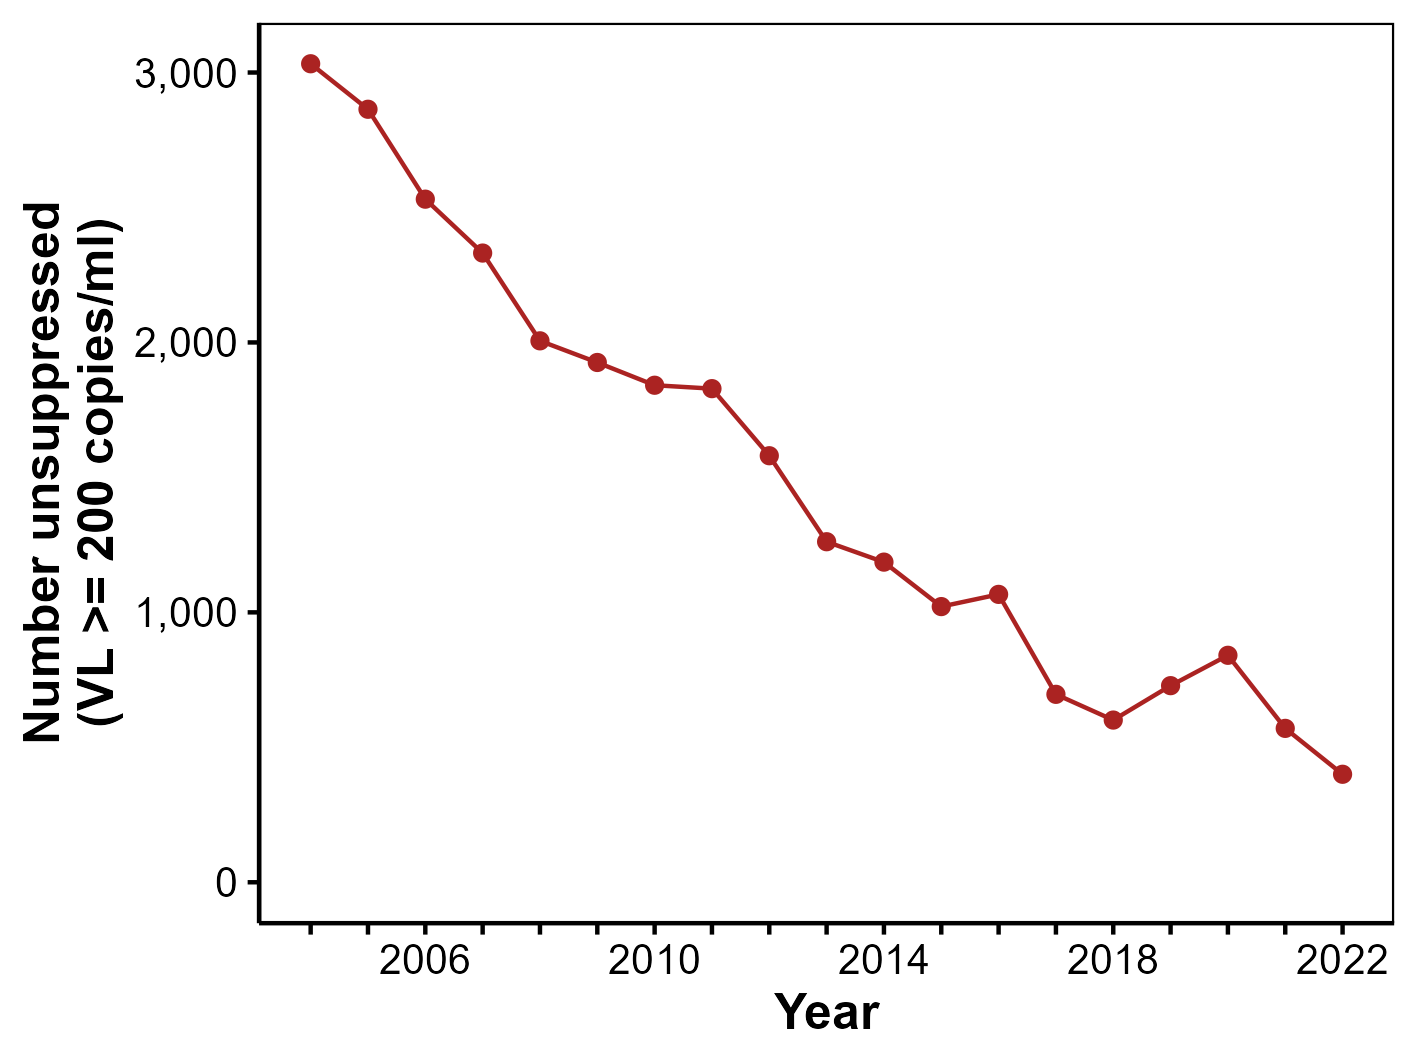 Number unsuppressed
(VL >= 200 copies/ml)
3,000
2,000
1,000
0
2006 2010 2014 2018 2022
Year